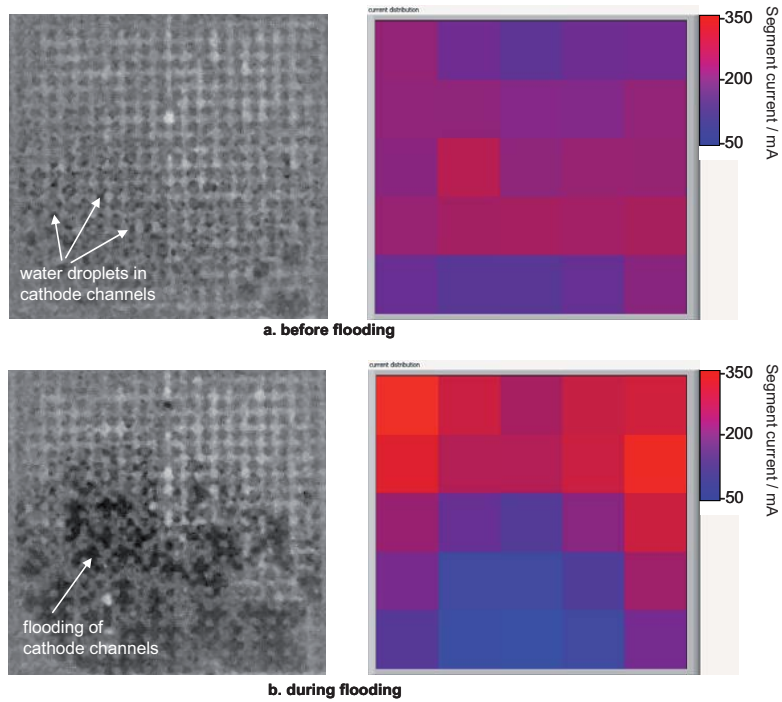 current distribution
-350
-200
-50
Segment current / mA
water droplets in
cathode channels
a. before flooding
current distribution
-350
-200
-50
Segment current / mA
flooding of
cathode channels
b. during flooding